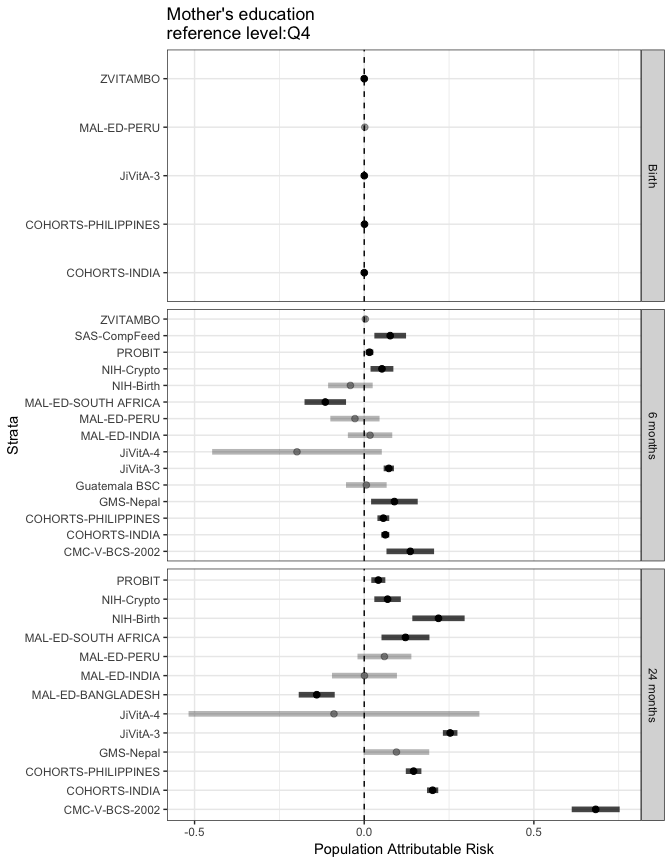 Mother's education
reference level:Q4
Strata
ZVITAMBO
MAL-ED-PERU
JiVitA-3
COHORTS-PHILIPPINES
COHORTS-INDIA
Birth
ZVITAMBO
SAS-CompFeed
PROBIT
NIH-Crypto
NIH-Birth
MAL-ED-SOUTH AFRICA
MAL-ED-PERU
MAL-ED-INDIA
JiVitA-4
JiVitA-3
Guatemala BSC
GMS-Nepal
COHORTS-PHILIPPINES
COHORTS-INDIA
CMC-V-BCS-2002
6 months
PROBIT
NIH-Crypto
NIH-Birth
MAL-ED-SOUTH AFRICA
MAL-ED-PERU
MAL-ED-INDIA
MAL-ED-BANGLADESH
JiVitA-4
JiVitA-3
GMS-Nepal
COHORTS-PHILIPPINES
COHORTS-INDIA
CMC-V-BCS-2002
24 months
-0.5 0.0 0.5
Population Attributable Risk